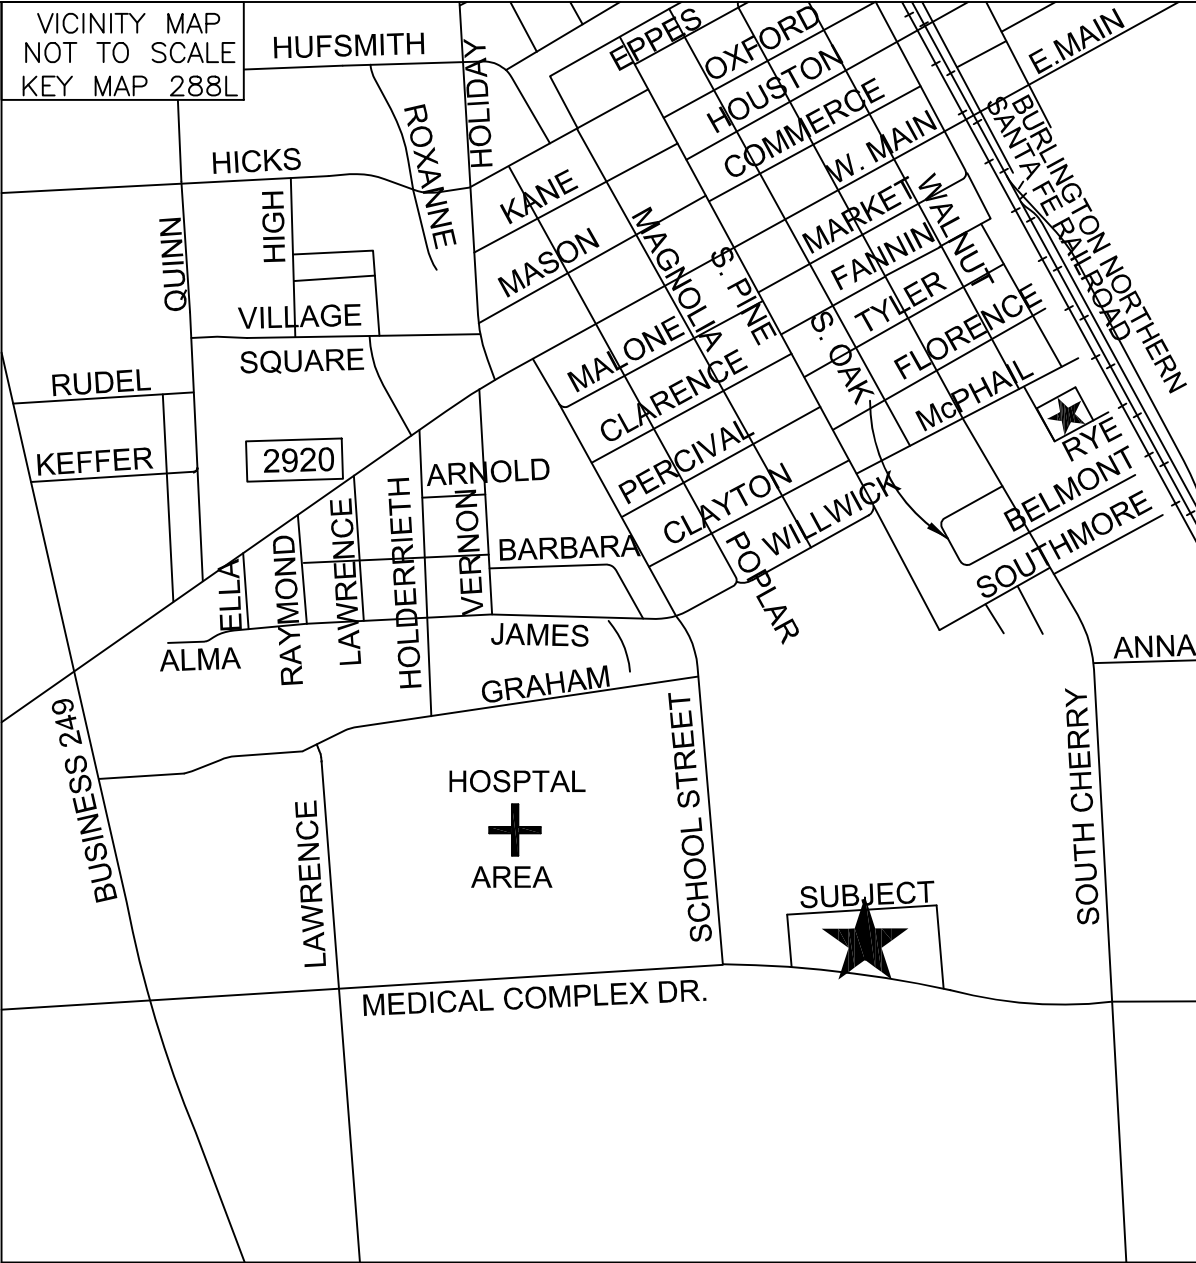 VICINITY MAP
NOT TO SCALE
KEY MAP 288L
HUFSMITH
HOLIDAY
EPPES
OXFORD
E.MAIN
HOUSTON
COMMERCE
ROXANNE
HICKS
W. MAIN
BURLINGTON NORTHERN
SANTA FE RAILROAD
KANE
HIGH
QUINN
MASON
MAGNOLIA
MARKET
WALNUT
FANNIN
S. PINE
TYLER
VILLAGE
SQUARE
S. OAK
FLORENCE
MALONE
RUDEL
CLARENCE
McPHAIL
RYE
KEFFER
2920
ARNOLD
PERCIVAL
BELMONT
CLAYTON
WILLWICK
SOUTHMORE
LAWRENCE
HOLDERRIETH
VERNON
BARBARA
ELLA
RAYMOND
POPLAR
JAMES
ALMA
ANNA
GRAHAM
BUSINESS 249
SCHOOL STREET
SOUTH CHERRY
HOSPTAL
AREA
LAWRENCE
SUBJECT
MEDICAL COMPLEX DR.